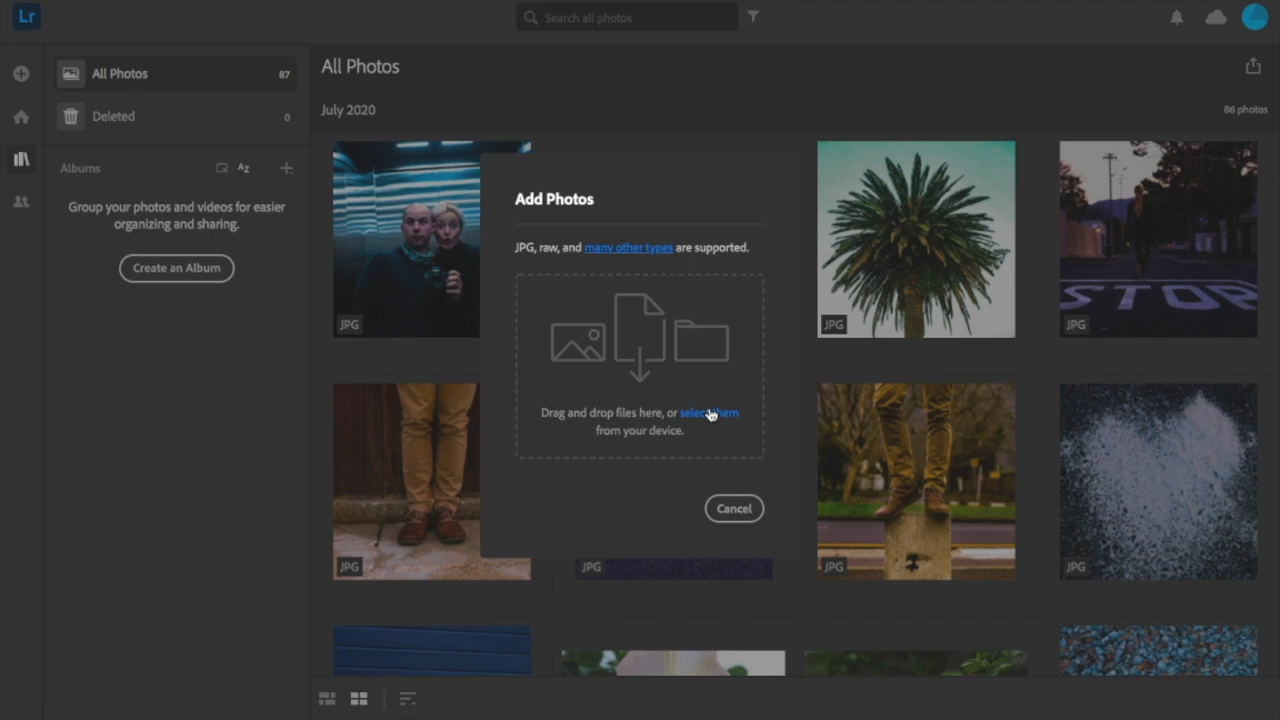 Lr
Search all photos
All Photos 87
Deleted 0
Albums
AZ
Group your photos and videos for easier
organizing and sharing.
Create an Album
All Photos
July 2020
86 photos
JPG
JPG
JPG
STOP
Add Photos
JPG, raw, and many other types are supported.
Drag and drop files here, or select them
from your device.
Cancel
JPG
JPG
JPG
JPG